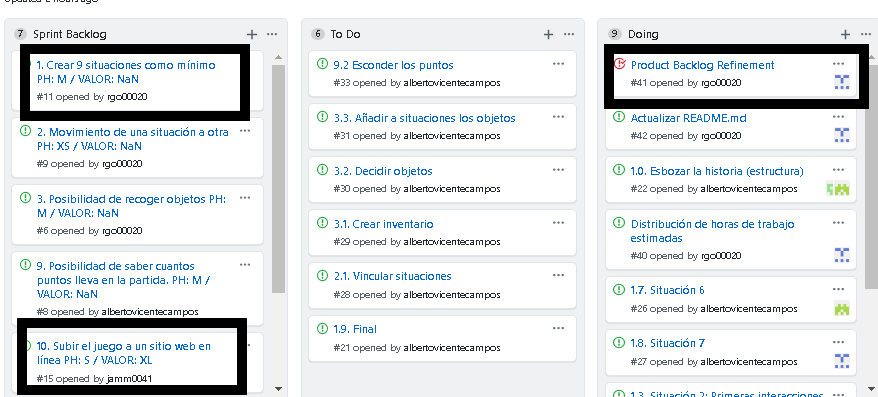 Updated 2 hours ago
7 Sprint Backlog
1. Crear 9 situaciones como mínimo
PH: M / VALOR: NaN
#11 opened by rgo00020
2. Movimiento de una situación a otra
PH: XS / VALOR: NaN
#9 opened by rgo00020
3. Posibilidad de recoger objetos PH:
M / VALOR: NaN
#6 opened by rgo00020
9. Posibilidad de saber cuantos
puntos lleva en la partida. PH: M /
VALOR: NaN
#8 opened by albertovicentecampos
10. Subir el juego a un sitio web en
línea PH: S / VALOR: XL
#15 opened by jamm0041
6 To Do
9.2 Esconder los puntos
#33 opened by albertovicentecampos
3.3. Añadir a situaciones los objetos
#31 opened by albertovicentecampos
3.2. Decidir objetos
#30 opened by albertovicentecampos
3.1. Crear inventario
#29 opened by albertovicentecampos
2.1. Vincular situaciones
#28 opened by albertovicentecampos
1.9. Final
#21 opened by albertovicentecampos
9 Doing
Product Backlog Refinement
#41 opened by rgo00020
Actualizar README.md
#42 opened by rgo00020
1.0. Esbozar la historia (estructura)
#22 opened by albertovicentecampos
Distribución de horas de trabajo
estimadas
#40 opened by rgo00020
1.7. Situación 6
#26 opened by albertovicentecampos
1.8. Situación 7
#27 opened by albertovicentecampos
1.3. Situación 2: Primeras interacciones